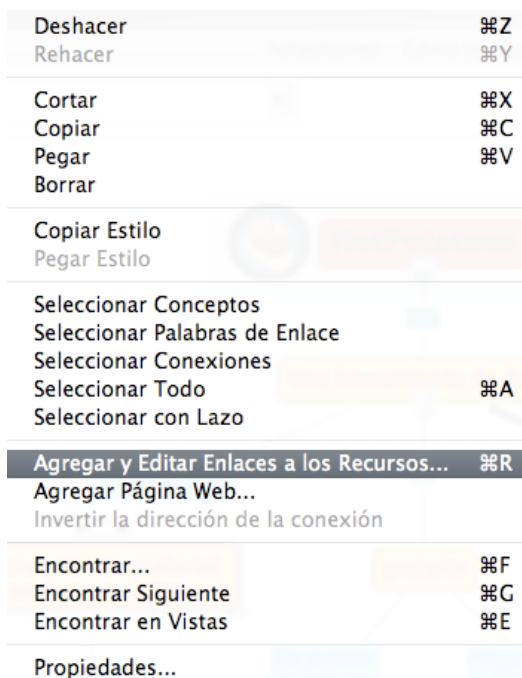 Deshacer ⌘Z
Rehacer ⌘Y
Cortar ⌘X
Copiar ⌘C
Pegar ⌘V
Borrar
Copiar Estilo
Pegar Estilo
Seleccionar Conceptos
Seleccionar Palabras de Enlace
Seleccionar Conexiones
Seleccionar Todo ⌘A
Seleccionar con Lazo
Agregar y Editar Enlaces a los Recursos... ⌘R
Agregar Página Web...
Invertir la dirección de la conexión
Encontrar... ⌘F
Encontrar Siguiente ⌘G
Encontrar en Vistas ⌘E
Propiedades...